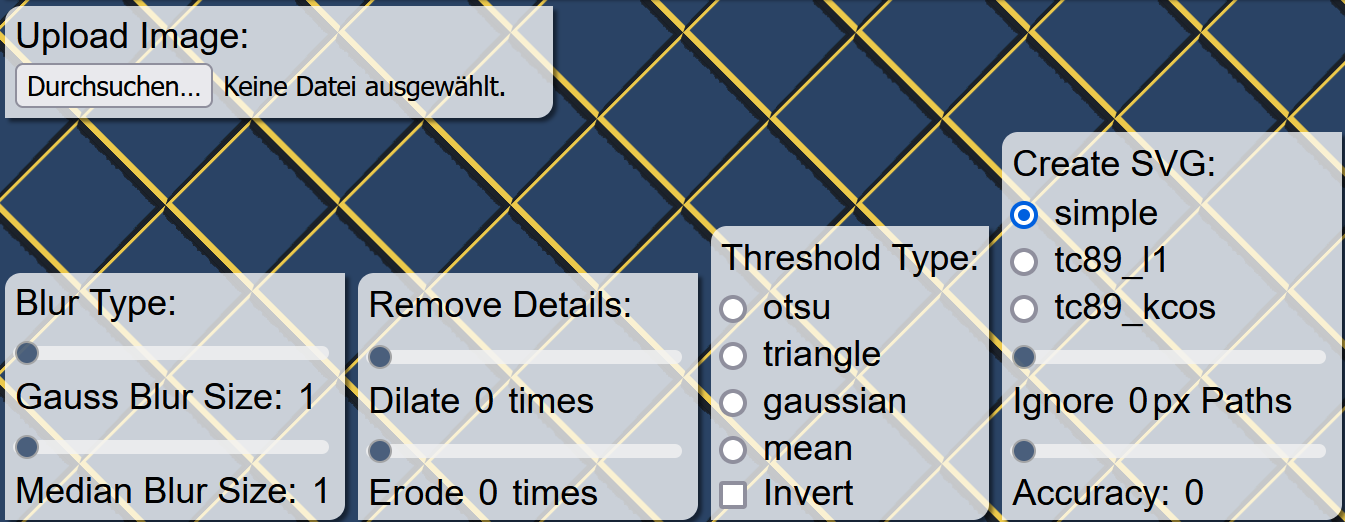 Upload Image:
Durchsuchen... Keine Datei ausgewählt.
Blur Type:
Gauss Blur Size: 1
Median Blur Size: 1
Remove Details:
Dilate 0 times
Erode 0 times
Threshold Type:
otsu
triangle
gaussian
mean
Invert
Create SVG:
simple
tc89_l1
tc89_kcos
Ignore 0px Paths
Accuracy: 0